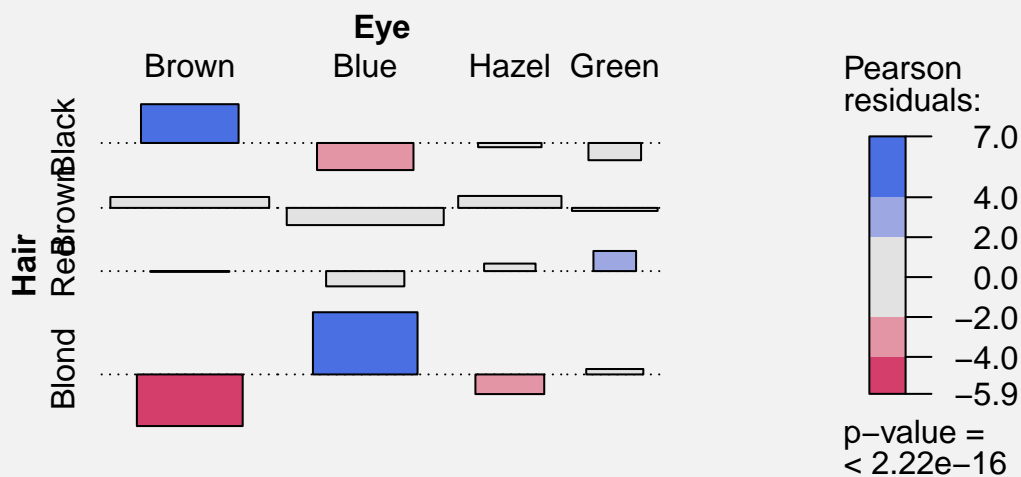 Eye
Brown Blue Hazel Green
Hair
Black
Brown
Red
Blond
Pearson
residuals:
7.0
4.0
2.0
0.0
−2.0
−4.0
−5.9
p−value =
< 2.22e−16